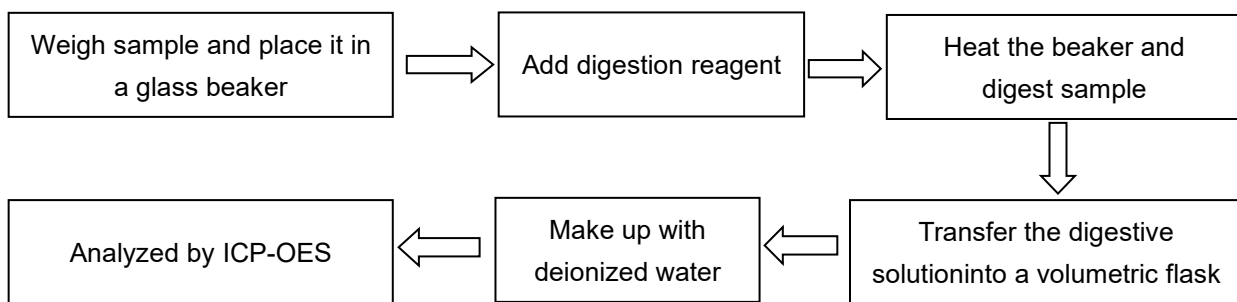 Weigh sample and place it in
a glass beaker
Add digestion reagent
Heat the beaker and
digest sample
Transfer the digestive
solutioninto a volumetric flask
Make up with
deionized water
Analyzed by ICP-OES